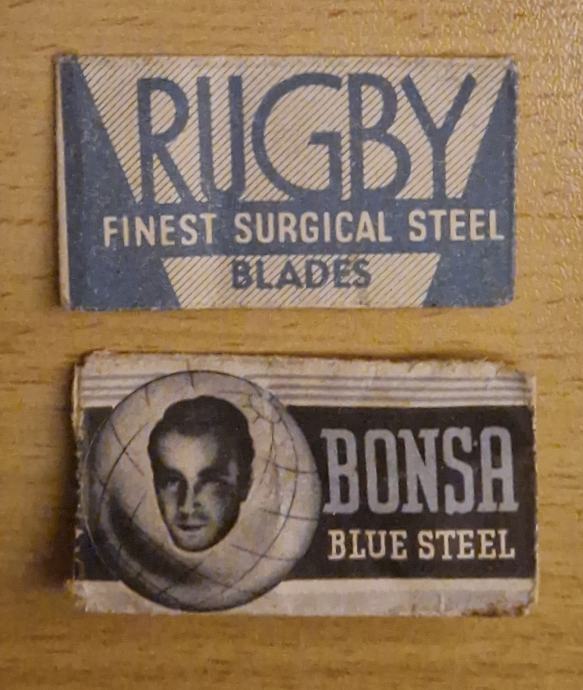 RUGBY
FINEST SURGICAL STEEL
BLADES
BONSA
BLUE STEEL